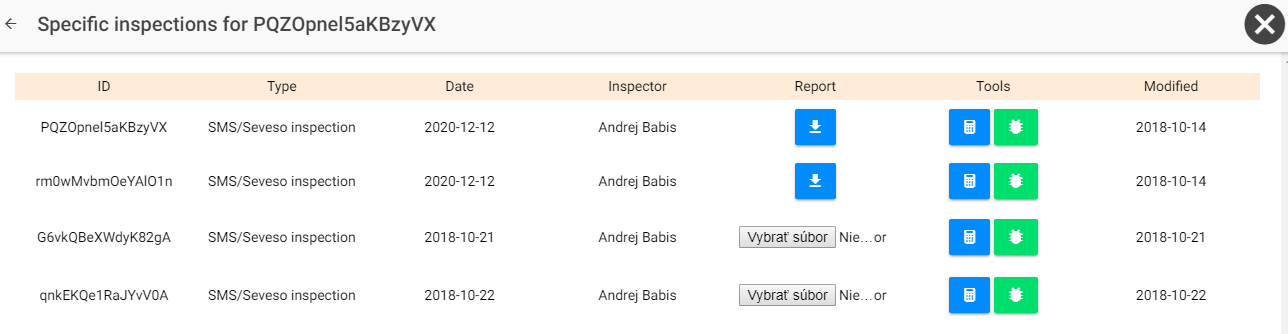 Specific inspections for PQZOpnel5aKBzyVX
ID Type Date Inspector Report Tools Modified
PQZOpnel5aKBzyVX SMS/Seveso inspection 2020-12-12 Andrej Babis 2018-10-14
rm0wMvbmOeYAlO1n SMS/Seveso inspection 2020-12-12 Andrej Babis 2018-10-14
G6vkQBeXWdyK82gA SMS/Seveso inspection 2018-10-21 Andrej Babis Vybrať súbor Nie...or 2018-10-21
qnkEKQe1RaJYvV0A SMS/Seveso inspection 2018-10-22 Andrej Babis Vybrať súbor Nie...or 2018-10-22